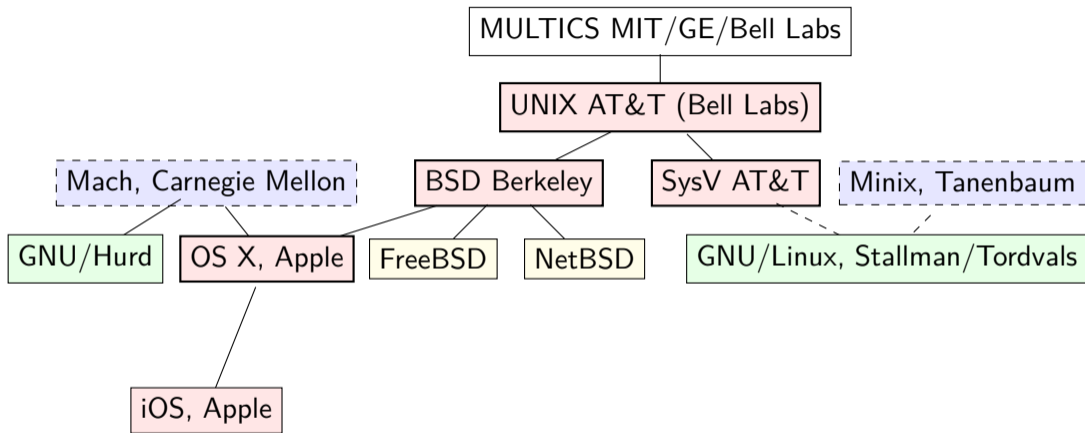 MULTICS MIT/GE/Bell Labs
UNIX AT&T (Bell Labs)
Mach, Carnegie Mellon
BSD Berkeley
SysV AT&T
Minix, Tanenbaum
GNU/Hurd
OS X, Apple
FreeBSD
NetBSD
GNU/Linux, Stallman/Tordvals
iOS, Apple